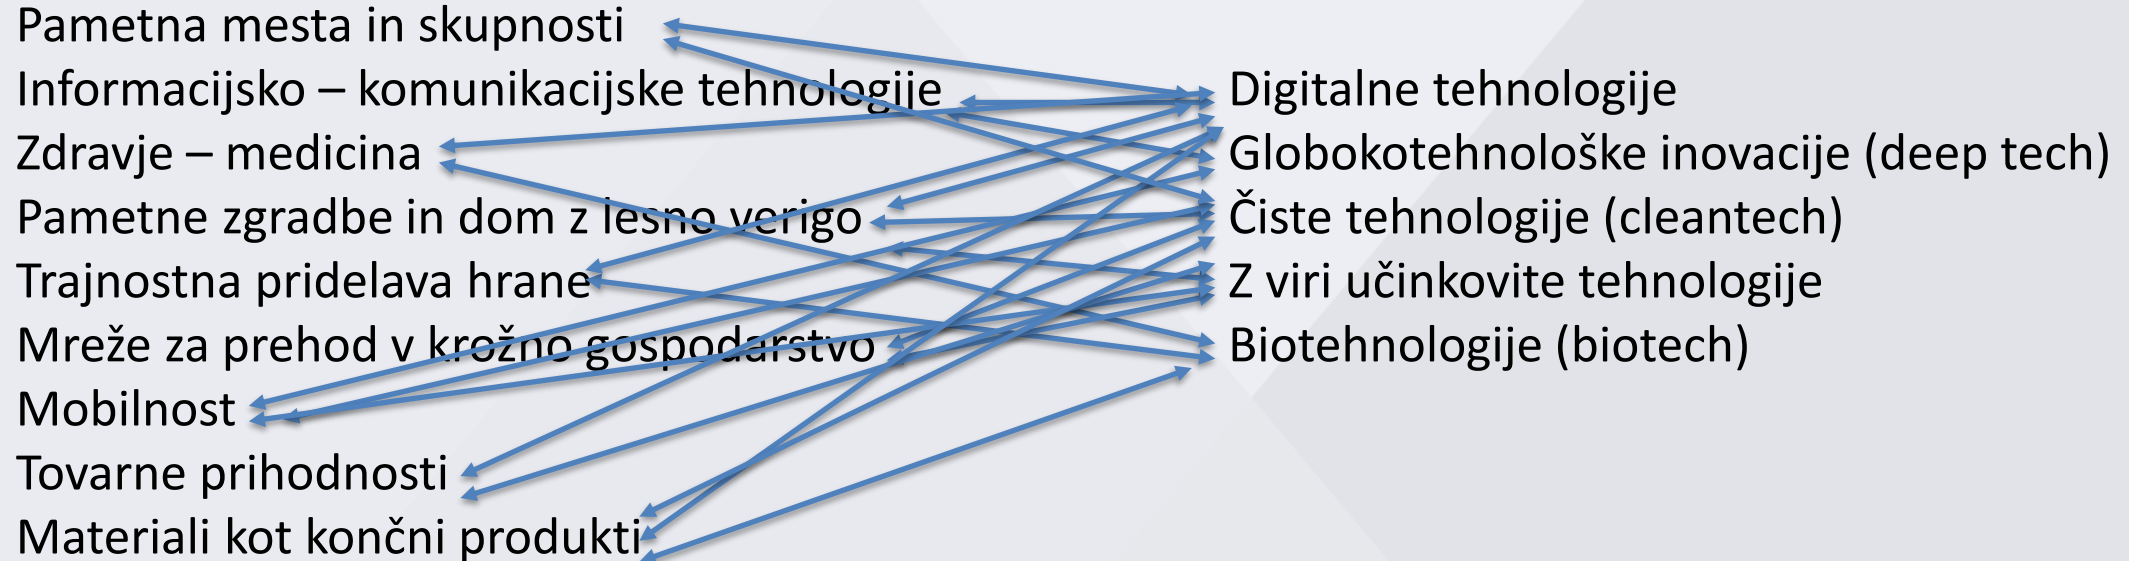 Pametna mesta in skupnosti
Informacijsko – komunikacijske tehnologije
Zdravje – medicina
Pametne zgradbe in dom z lesno verigo
Trajnostna pridelava hrane
Mreže za prehod v krožno gospodarstvo
Mobilnost
Tovarne prihodnosti
Materiali kot končni produkti
Digitalne tehnologije
Globokotehnološke inovacije (deep tech)
Čiste tehnologije (cleantech)
Z viri učinkovite tehnologije
Biotehnologije (biotech)